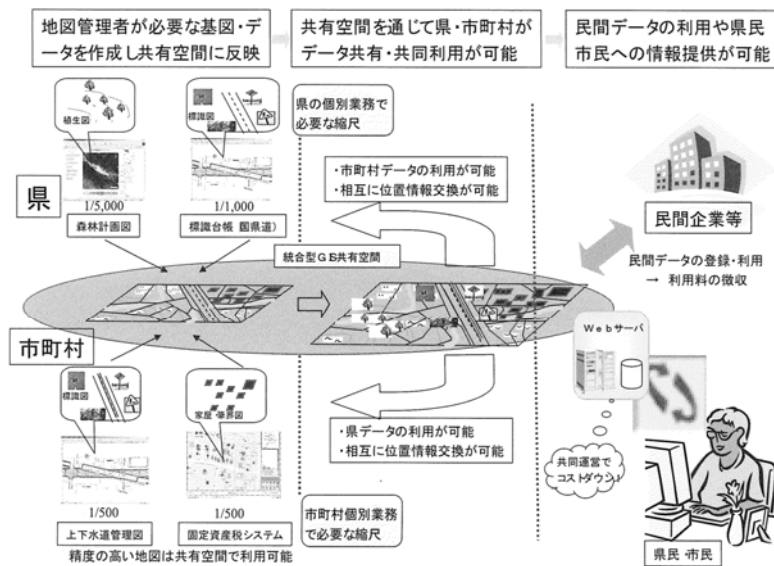 地図管理者が必要な基図・デ
ータを作成し共有空間に反映
共有空間を通じて県・市町村が
データ共有・共同利用が可能
民間データの利用や県民
市民への情報提供が可能
植生図
標識図
県の個別業務で
必要な縮尺
・市町村データの利用が可能
・相互に位置情報交換が可能
県
1/5,000
1/1,000
森林計画図
標識台帳 国県道)
民間企業等
民間データの登録・利用
→ 利用料の徴収
統合型GIS共有空間
市町村
Webサーバ
標識図
家屋・筆界図
・県データの利用が可能
・相互に位置情報交換が可能
共同運営で
コストダウン!
1/500
1/500
上下水道管理図
固定資産税システム
市町村個別業務
で必要な縮尺
精度の高い地図は共有空間で利用可能
県民・市民